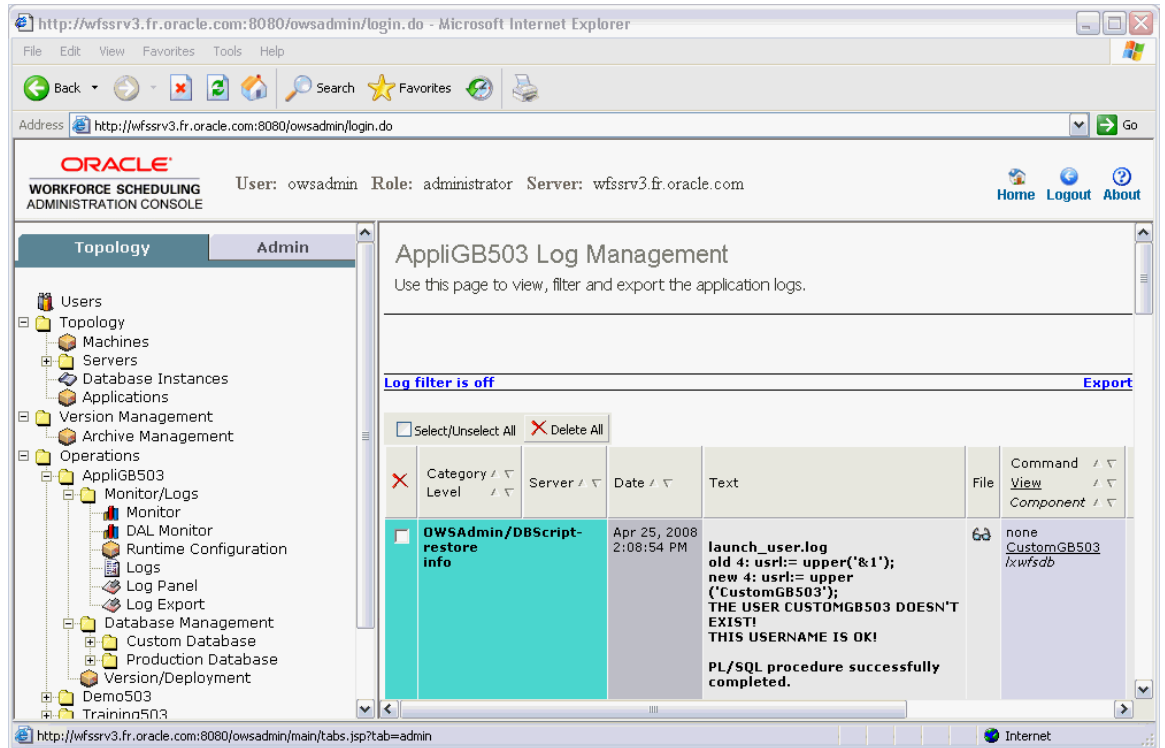 http://wfssrv3.fr.oracle.com:8080/owsadmin/login.do - Microsoft Internet Explorer
File Edit View Favorites Tools Help
Back Search Favorites
Address http://wfssrv3.fr.oracle.com:8080/owsadmin/login.do Go
ORACLE
WORKFORCE SCHEDULING
ADMINISTRATION CONSOLE
User: owsadmin Role: administrator Server: wfssrv3.fr.oracle.com
Home Logout About
Topology Admin
Users
Topology
Machines
Servers
Database Instances
Applications
Version Management
Archive Management
Operations
AppliGB503
Monitor/Logs
Monitor
DAL Monitor
Runtime Configuration
Logs
Log Panel
Log Export
Database Management
Custom Database
Production Database
Version/Deployment
Demo503
Training503
AppliGB503 Log Management
Use this page to view, filter and export the application logs.
Log filter is off Export
Select/Unselect All Delete All
Category
Level
Server
Date
Text
File
Command
View
Component
OWSAdmin/DBScript-
restore
info
Apr 25, 2008
2:08:54 PM
launch_user.log
old 4: usrl:= upper('&1');
new 4: usrl:= upper
('CustomGB503');
THE USER CUSTOMGB503 DOESN'T
EXIST!
THIS USERNAME IS OK!
PL/SQL procedure successfully
completed.
none
CustomGB503
lxwfsdb
http://wfssrv3.fr.oracle.com:8080/owsadmin/main/tabs.jsp?tab=admin Internet